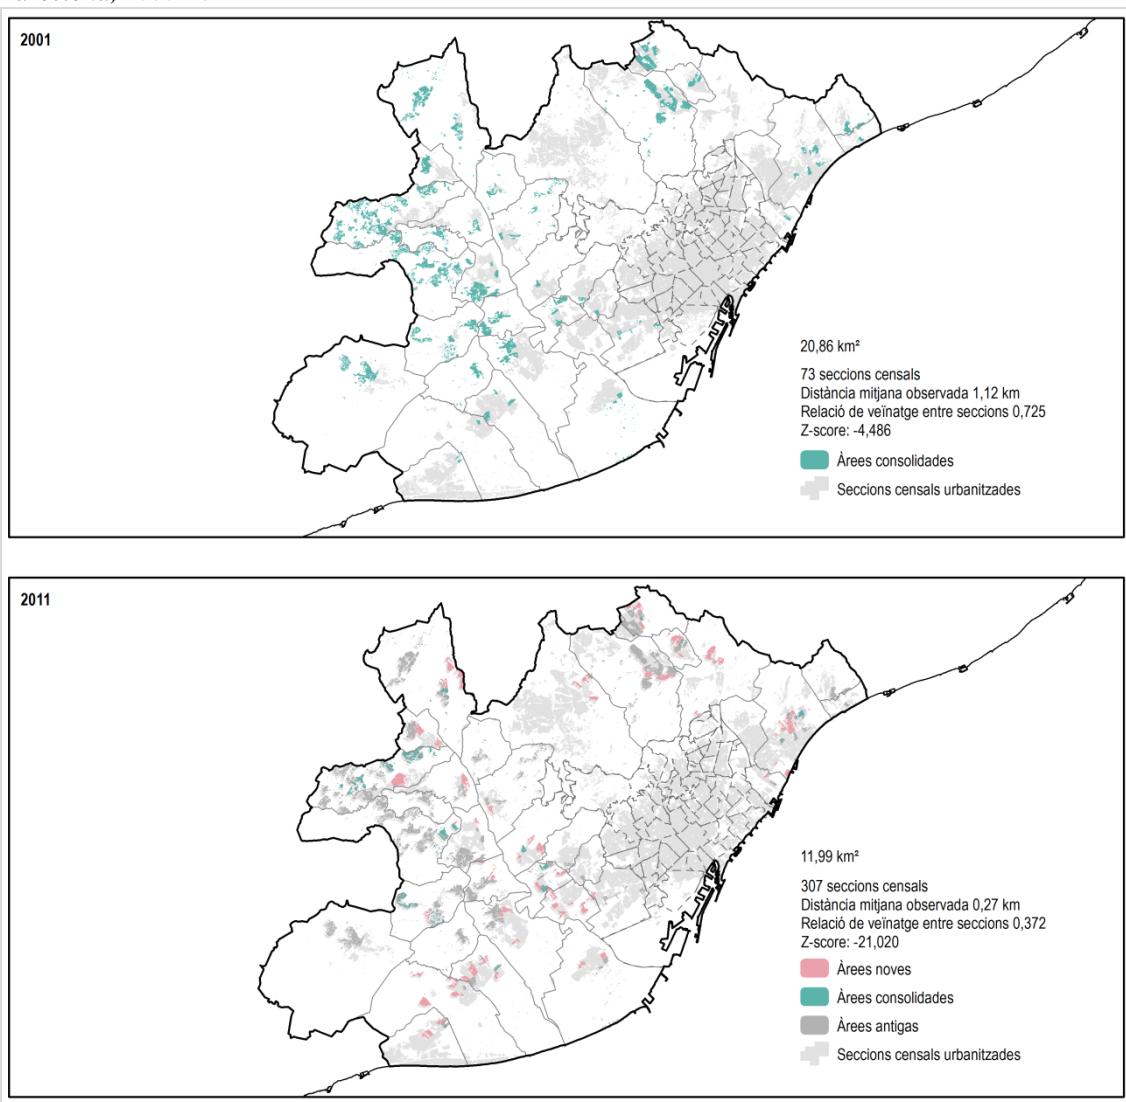 2001
20,86 km²
73 seccions censals
Distància mitjana observada 1,12 km
Relació de veïnatge entre seccions 0,725
Z-score: -4,486
Àrees consolidades
Seccions censals urbanitzades
2011
11,99 km²
307 seccions censals
Distància mitjana observada 0,27 km
Relació de veïnatge entre seccions 0,372
Z-score: -21,020
Àrees noves
Àrees consolidades
Àrees antigas
Seccions censals urbanitzades